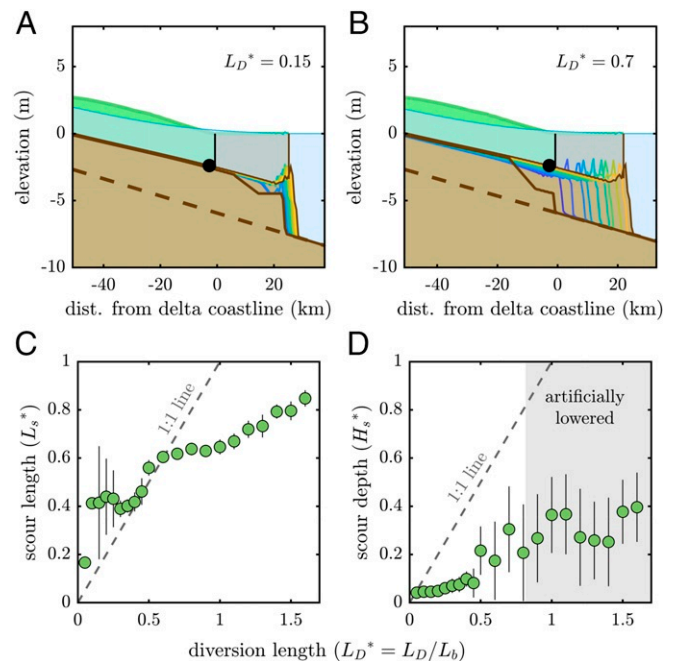 A
B
L_D* = 0.15
L_D* = 0.7
elevation (m)
5
0
-5
-10
-40
-20
0
20
dist. from delta coastline (km)
elevation (m)
5
0
-5
-10
-40
-20
0
20
dist. from delta coastline (km)
C
D
scour length (L_s*)
1
0.8
0.6
0.4
0.2
0
0
0.5
1
1.5
1:1 line
scour depth (H_s*)
1
0.8
0.6
0.4
0.2
0
0
0.5
1
1.5
1:1 line
artificially
lowered
diversion length (L_D* = L_D/L_b)